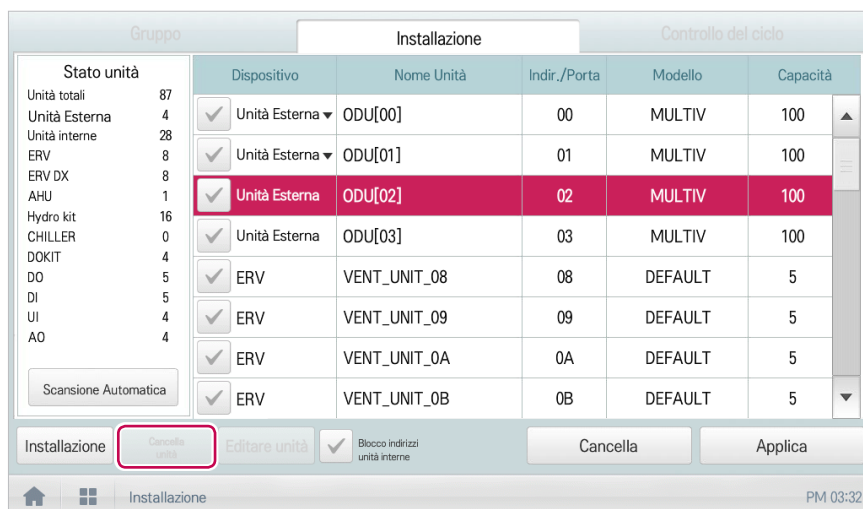 Gruppo Installazione Controllo del ciclo
Stato unità
Unità totali 87
Unità Esterna 4
Unità interne 28
ERV 8
ERV DX 8
AHU 1
Hydro kit 16
CHILLER 0
DOKIT 4
DO 5
DI 5
UI 4
AO 4
Scansione Automatica
Dispositivo Nome Unità Indir./Porta Modello Capacità
Unità Esterna ODU[00] 00 MULTIV 100
Unità Esterna ODU[01] 01 MULTIV 100
Unità Esterna ODU[02] 02 MULTIV 100
Unità Esterna ODU[03] 03 MULTIV 100
ERV VENT_UNIT_08 08 DEFAULT 5
ERV VENT_UNIT_09 09 DEFAULT 5
ERV VENT_UNIT_0A 0A DEFAULT 5
ERV VENT_UNIT_0B 0B DEFAULT 5
Installazione
Cancella
unità
Editare unità
Blocco indirizzi
unità interne
Cancella
Applica
Installazione
PM 03:32